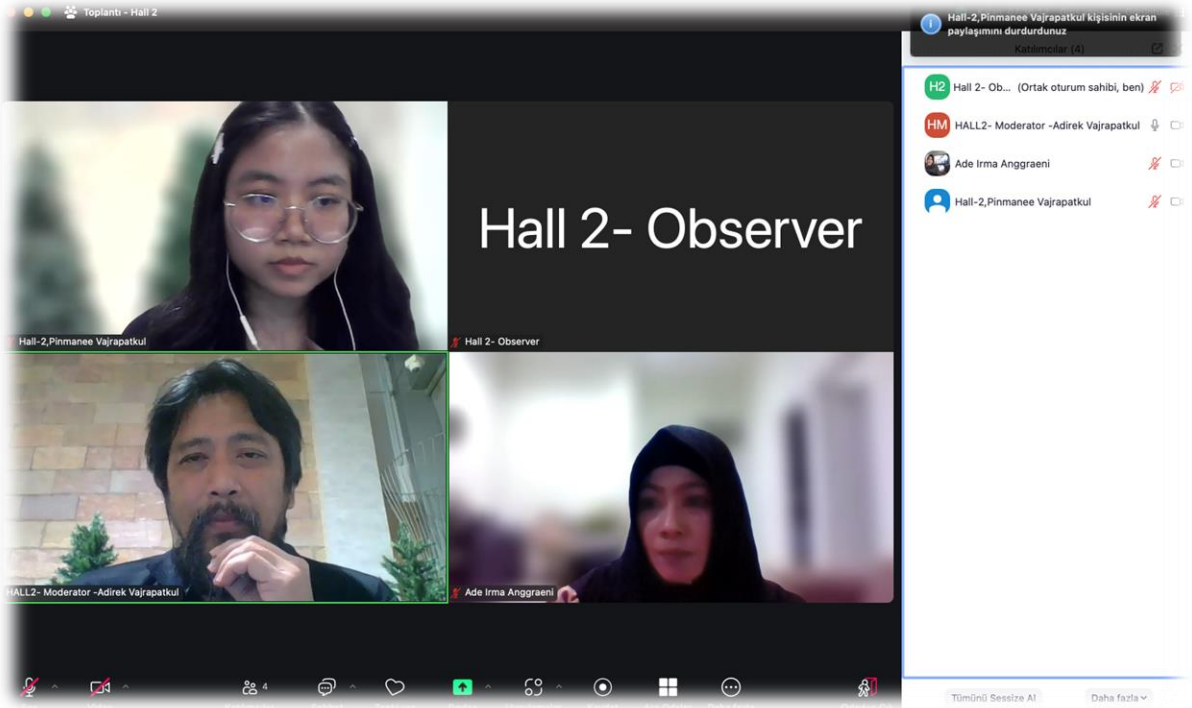 Toplantı - Hall 2
Hall-2,Pinmanee Vajrapatkul kişisinin ekran
paylaşımını durdurdunuz
Katılımcılar (4)
H2 Hall 2- Ob... (Ortak oturum sahibi, ben)
HM HALL2- Moderator -Adirek Vajrapatkul
Ade Irma Anggraeni
Hall-2,Pinmanee Vajrapatkul
Hall 2- Observer
Hall-2,Pinmanee Vajrapatkul
Hall 2- Observer
HALL2- Moderator -Adirek Vajrapatkul
Ade Irma Anggraeni
4
Tümünü Sessize Al
Daha fazla